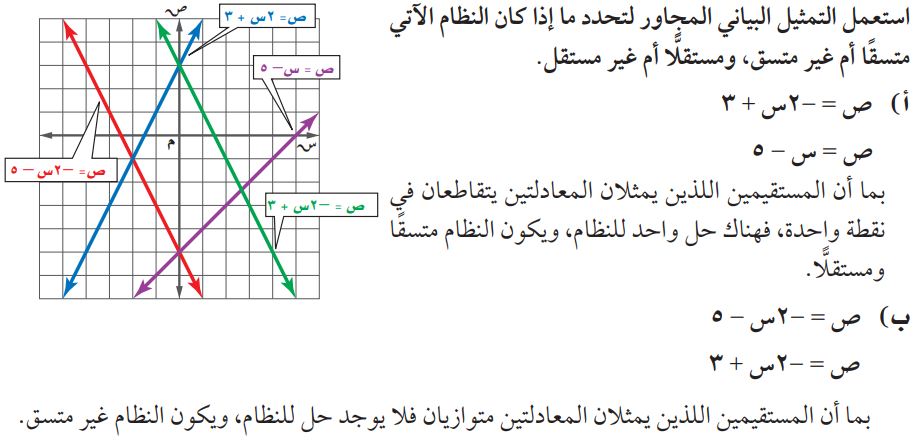 استعمل التمثيل البياني المجاور لتحدد ما إذا كان النظام الآتي
متسقًا أم غير متسق، ومستقلًّا أم غير مستقل.
أ) ص = –٢س + ٣
ص = س – ٥
بما أن المستقيمين اللذين يمثلان المعادلتين يتقاطعان في
نقطة واحدة، فهناك حل واحد للنظام، ويكون النظام متسقًا
ومستقلًّا.
ب) ص = –٢س – ٥
ص = –٢س + ٣
بما أن المستقيمين اللذين يمثلان المعادلتين متوازيان فلا يوجد حل للنظام، ويكون النظام غير متسق.
ص
ص = ٢س + ٣
ص = س – ٥
م
س
ص = –٢س – ٥
ص = –٢س + ٣